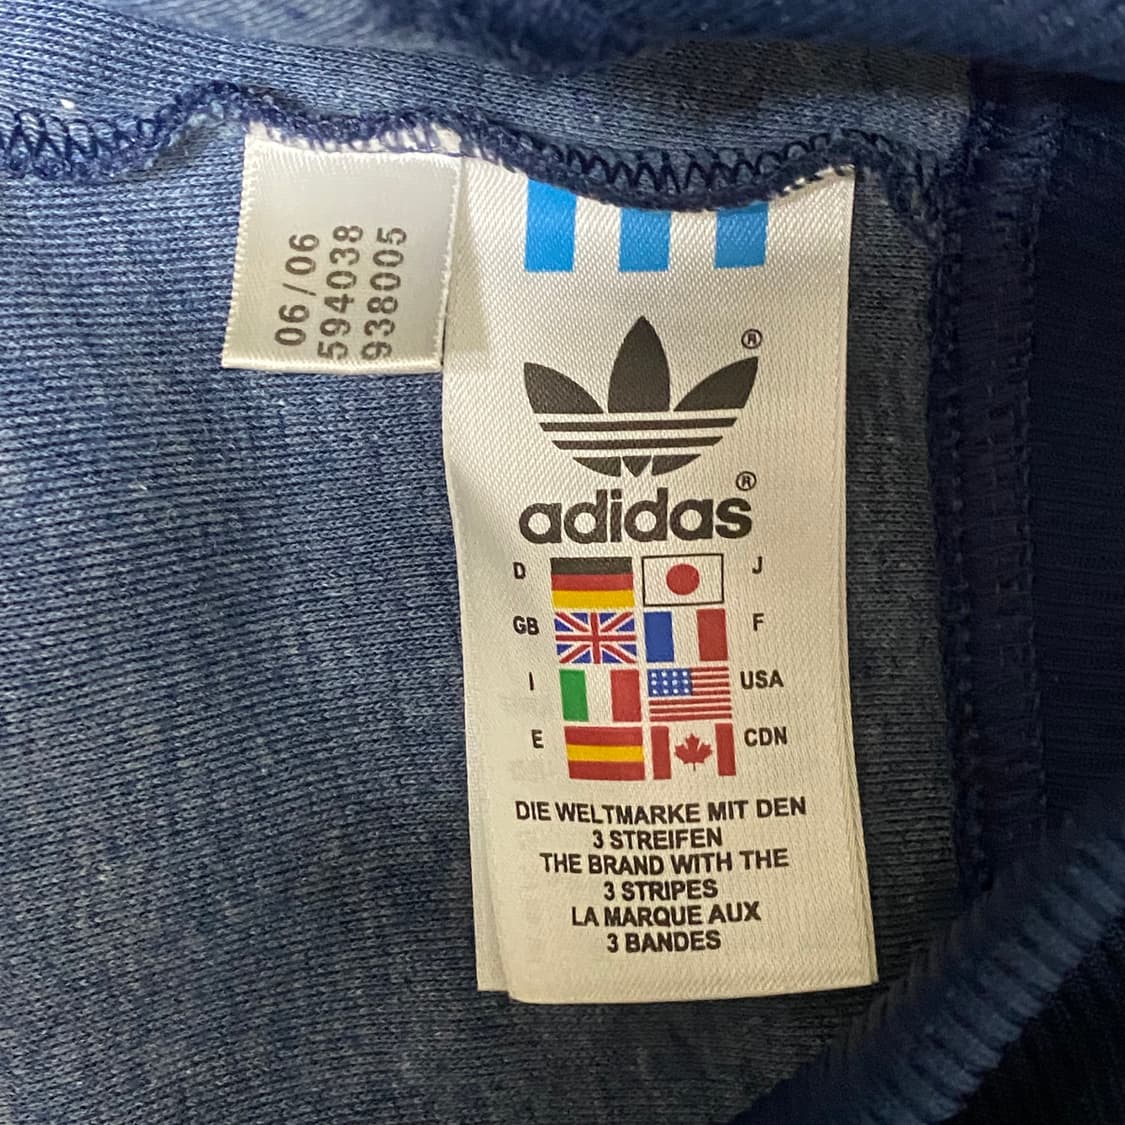 06/06
594038
938005
®
adidas®
D J
GB F
I USA
E CDN
DIE WELTMARKE MIT DEN
3 STREIFEN
THE BRAND WITH THE
3 STRIPES
LA MARQUE AUX
3 BANDES